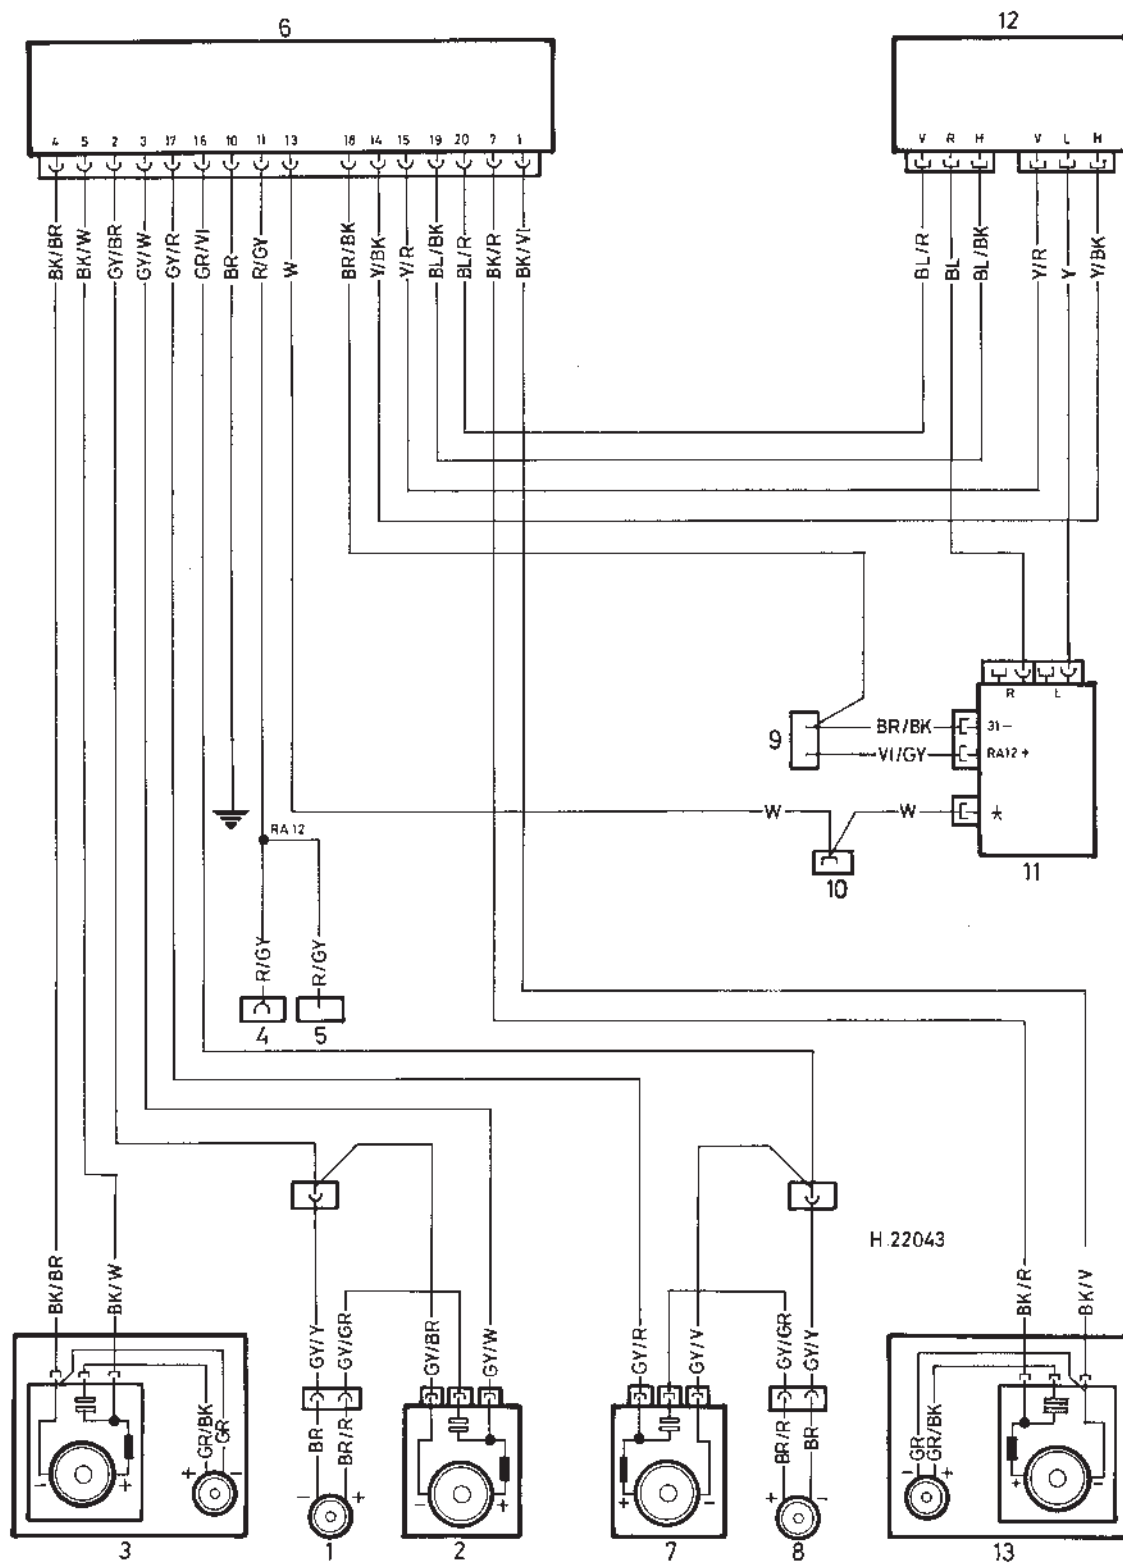 6
12
4 5 2 3 17 16 10 11 13 18 14 15 19 20 7 1
V R H V L H
BK/BR
BK/W
GY/BR
GY/W
GY/R
GR/VI
BR
R/GY
W
BR/BK
Y/BK
Y/R
BL/BK
BL/R
BK/R
BK/VI
BL/R
BL
BL/BK
Y/R
Y
Y/BK
R L
9
BR/BK
31 −
VI/GY
RA12 +
RA 12
W
W
*
10
11
R/GY
R/GY
4
5
H 22043
BK/BR
BK/W
GY/Y
GY/GR
GY/BR
GY/W
GY/R
GY/V
GY/GR
GY/Y
BK/R
BK/V
GR/BK
GR
BR
BR/R
BR/R
BR
GR
GR/BK
− +
+ −
− +
− +
+ −
+ −
− +
+ −
3
1
2
7
8
13